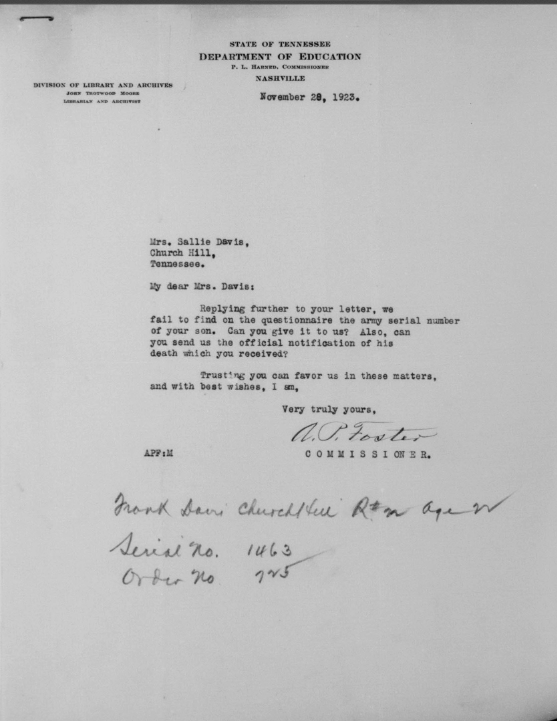 STATE OF TENNESSEE
DEPARTMENT OF EDUCATION
P. L. HARNED, COMMISSIONER
NASHVILLE
DIVISION OF LIBRARY AND ARCHIVES
JOHN TROTWOOD MOORE
LIBRARIAN AND ARCHIVIST
November 28, 1923.
Mrs. Sallie Davis,
Church Hill,
Tennessee.
My dear Mrs. Davis:
Replying further to your letter, we
fail to find on the questionnaire the army serial number
of your son. Can you give it to us? Also, can
you send us the official notification of his
death which you received?
Trusting you can favor us in these matters,
and with best wishes, I am,
Very truly yours,
A. P. Foster
APF:M
COMMISSIONER.
Frank Davis Church Hill R# 2 Age 22
Serial No. 1463
Order No 725